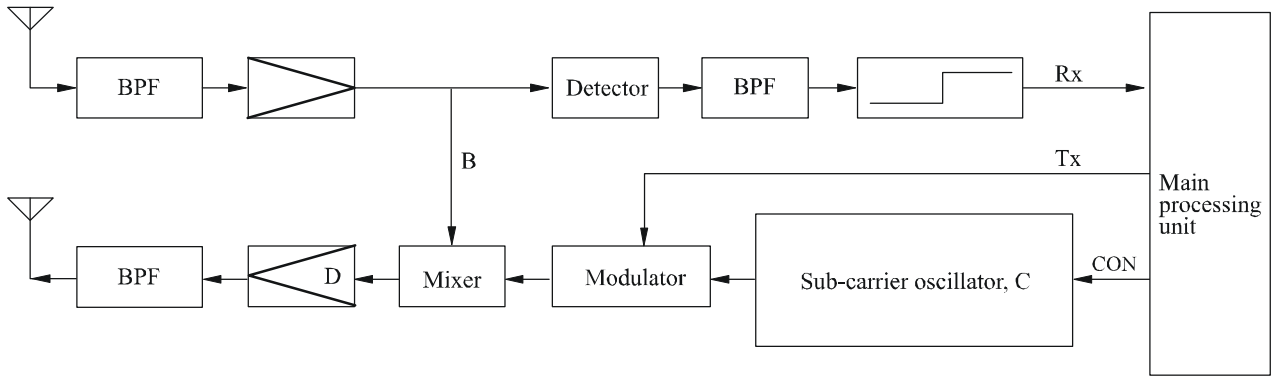 BPF
Detector
BPF
Rx
B
Tx
Main
processing
unit
BPF
D
Mixer
Modulator
Sub-carrier oscillator, C
CON